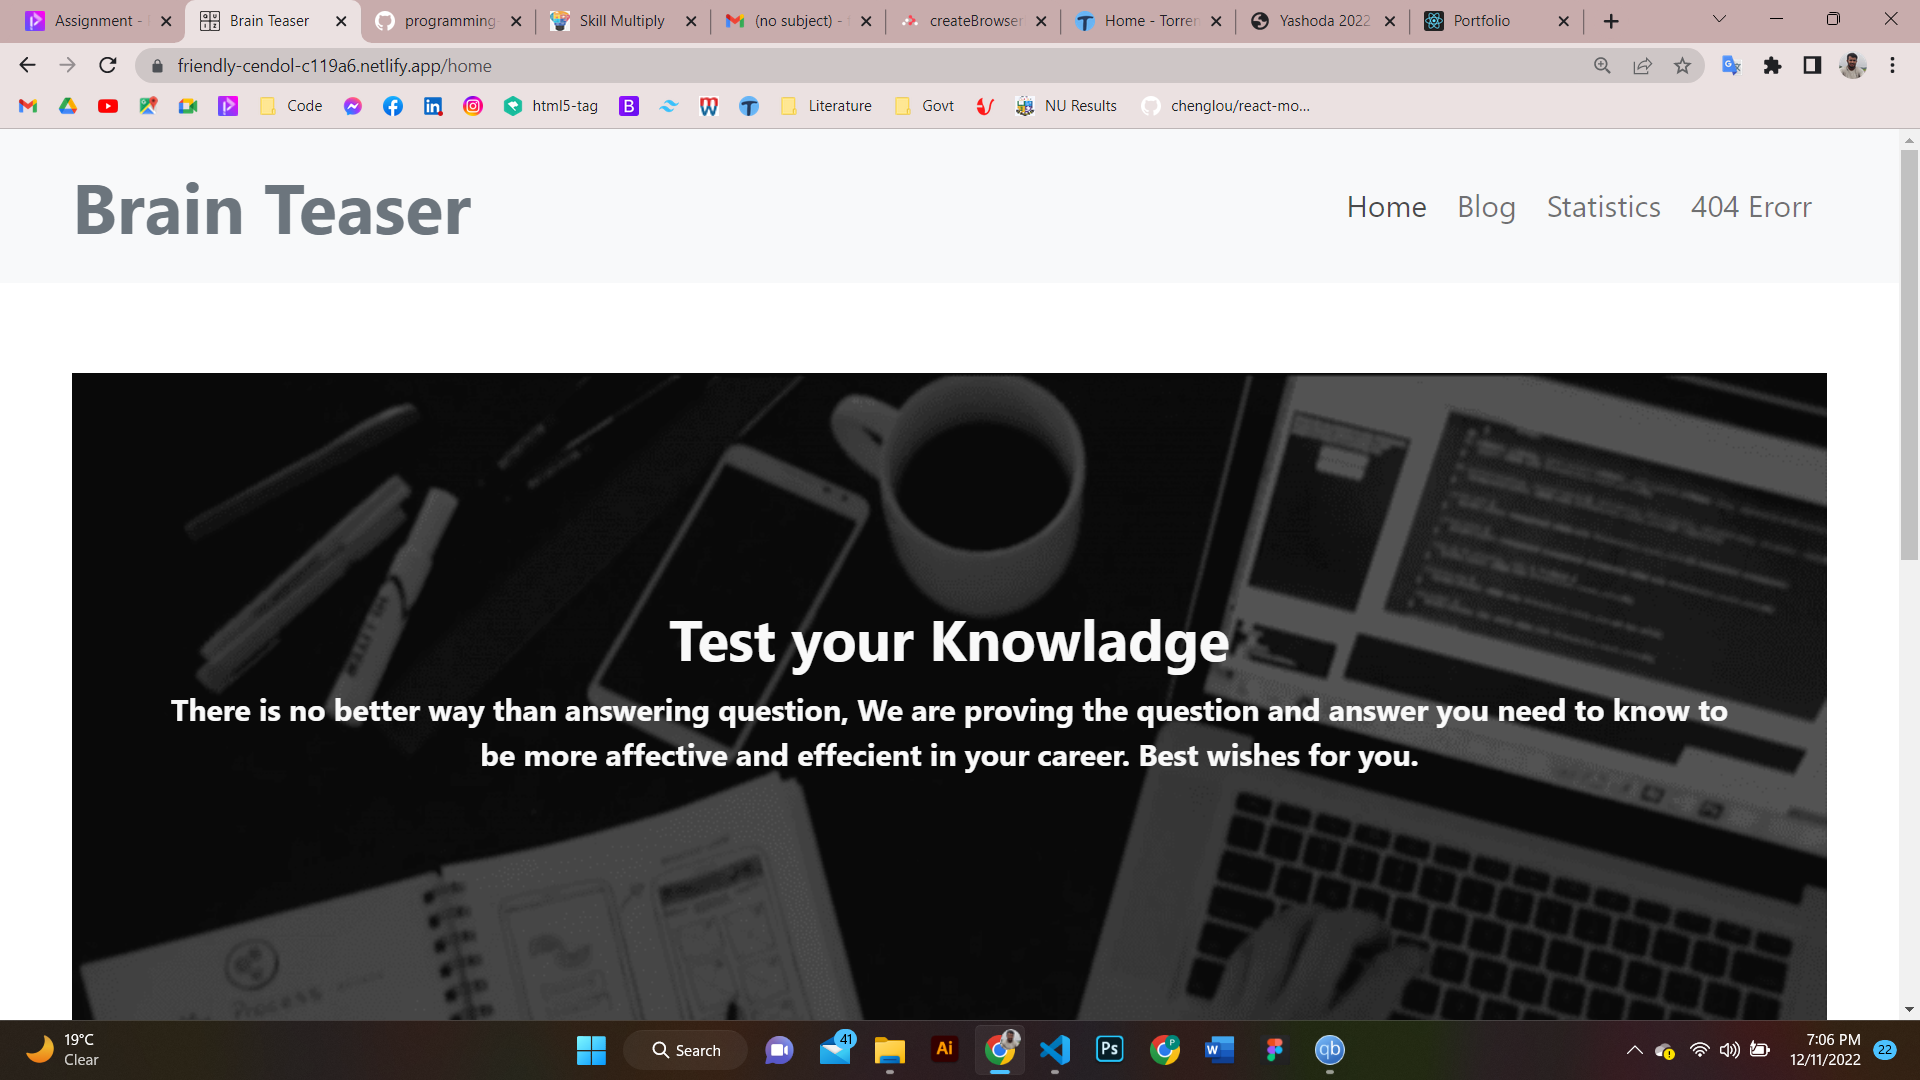 Assignment -
Brain Teaser
programming-
Skill Multiply
(no subject) -
createBrowser
Home - Torren
Yashoda 2022
Portfolio
friendly-cendol-c119a6.netlify.app/home
Code
html5-tag
Literature
Govt
NU Results
chenglou/react-mo...
Brain Teaser
Home Blog Statistics 404 Erorr
Test your Knowladge
There is no better way than answering question, We are proving the question and answer you need to know to
be more affective and effecient in your career. Best wishes for you.
Process
19°C
Clear
Search
41
Ai
Ps
P
W
qb
7:06 PM
12/11/2022
22